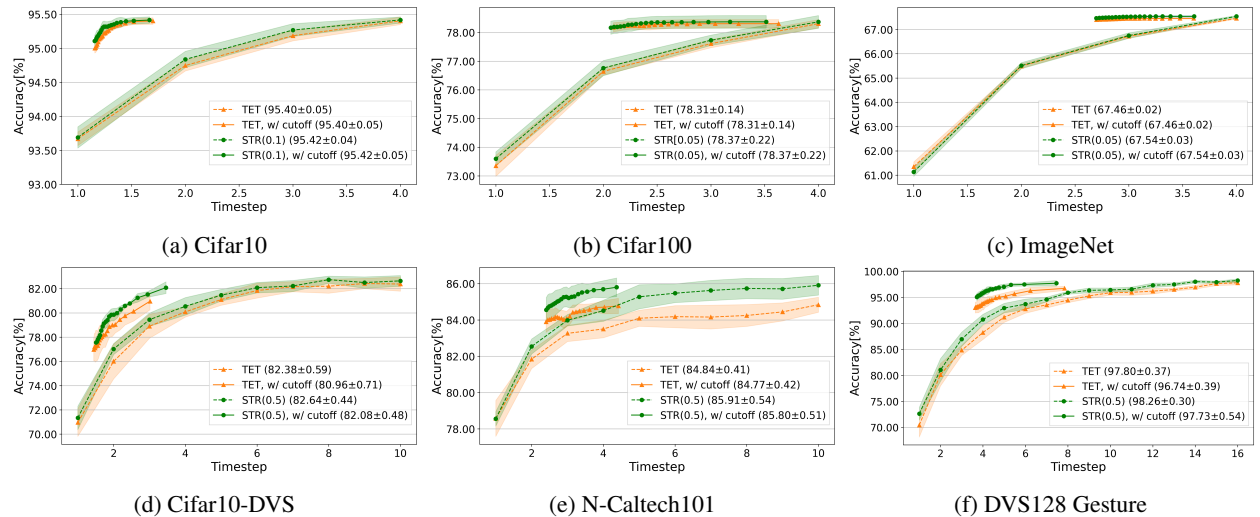 95.50
95.00
94.50
94.00
93.50
93.00
Accuracy[%]
TET (95.40±0.05)
TET, w/ cutoff (95.40±0.05)
STR(0.1) (95.42±0.04)
STR(0.1), w/ cutoff (95.42±0.05)
1.0 1.5 2.0 2.5 3.0 3.5 4.0
Timestep
(a) Cifar10
78.00
77.00
76.00
75.00
74.00
73.00
Accuracy[%]
TET (78.31±0.14)
TET, w/ cutoff (78.31±0.14)
STR[0.05) (78.37±0.22)
STR(0.05), w/ cutoff (78.37±0.22)
1.0 1.5 2.0 2.5 3.0 3.5 4.0
Timestep
(b) Cifar100
67.00
66.00
65.00
64.00
63.00
62.00
61.00
Accuracy[%]
TET (67.46±0.02)
TET, w/ cutoff (67.46±0.02)
STR(0.05) (67.54±0.03)
STR(0.05), w/ cutoff (67.54±0.03)
1.0 1.5 2.0 2.5 3.0 3.5 4.0
Timestep
(c) ImageNet
82.00
80.00
78.00
76.00
74.00
72.00
70.00
Accuracy[%]
TET (82.38±0.59)
TET, w/ cutoff (80.96±0.71)
STR(0.5) (82.64±0.44)
STR(0.5), w/ cutoff (82.08±0.48)
2 4 6 8 10
Timestep
(d) Cifar10-DVS
86.00
84.00
82.00
80.00
78.00
Accuracy[%]
TET (84.84±0.41)
TET, w/ cutoff (84.77±0.42)
STR(0.5) (85.91±0.54)
STR(0.5), w/ cutoff (85.80±0.51)
2 4 6 8 10
Timestep
(e) N-Caltech101
100.00
95.00
90.00
85.00
80.00
75.00
70.00
Accuracy[%]
TET (97.80±0.37)
TET, w/ cutoff (96.74±0.39)
STR(0.5) (98.26±0.30)
STR(0.5), w/ cutoff (97.73±0.54)
2 4 6 8 10 12 14 16
Timestep
(f) DVS128 Gesture